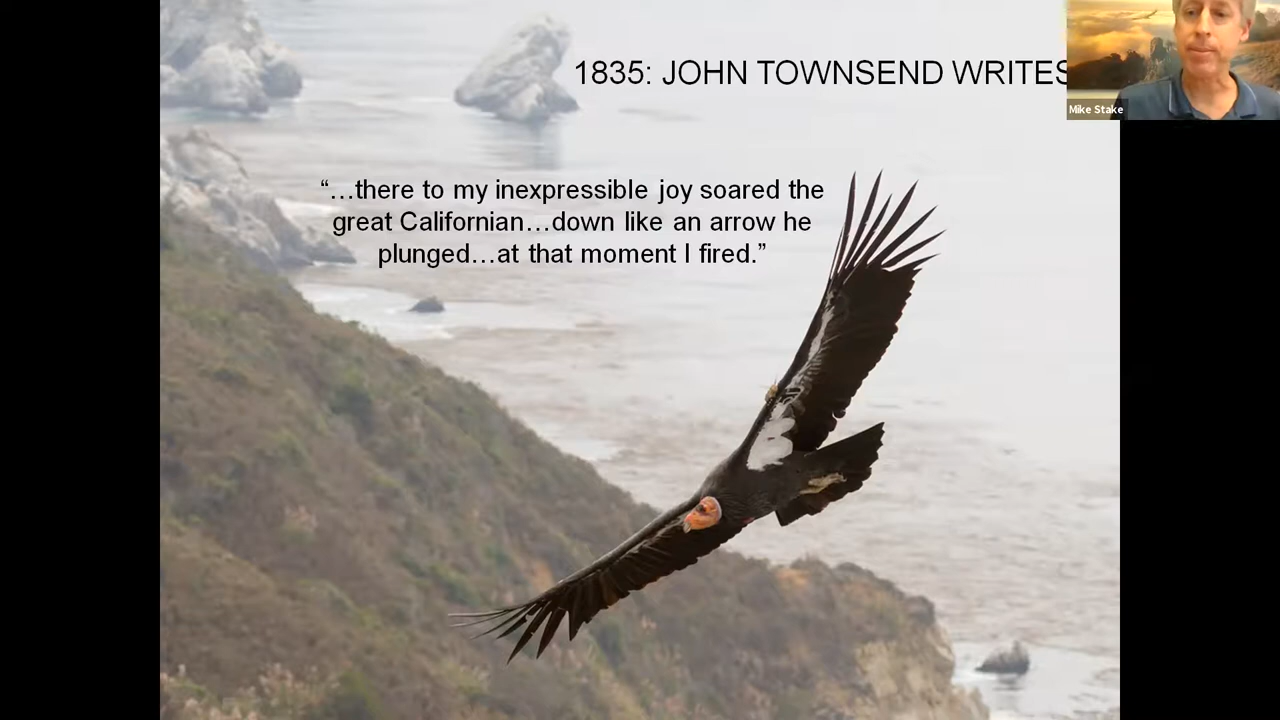 1835: JOHN TOWNSEND WRITES
Mike Stake
“…there to my inexpressible joy soared the
great Californian…down like an arrow he
plunged…at that moment I fired.”